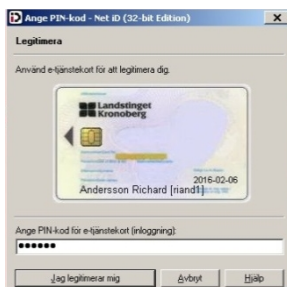 Ange PIN-kod - Net iD (32-bit Edition)
Legitimera
Använd e-tjänstekort för att legitimera dig.
Landstinget
Kronoberg
2016-02-06
Andersson Richard [riand1]
Ange PIN-kod för e-tjänstekort (inloggning):
●●●●●●
Jag legitimerar mig
Avbryt
Hjälp